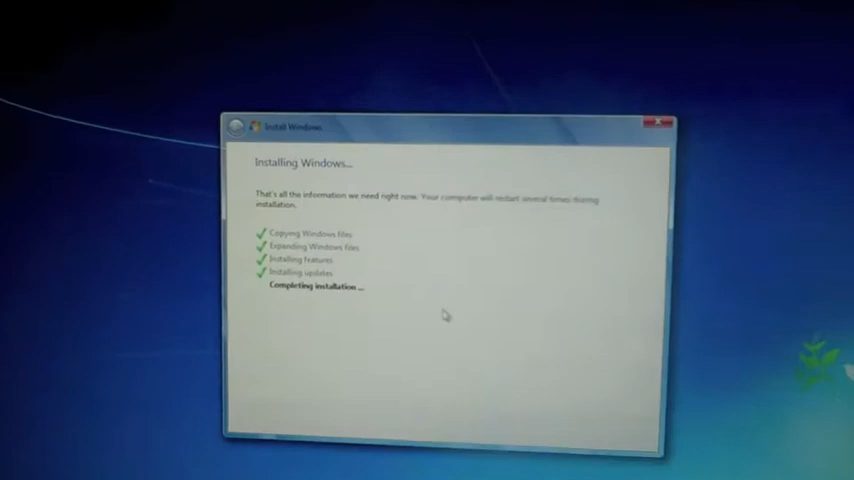 Install Windows
Installing Windows...
That's all the information we need right now. Your computer will restart several times during
installation.
Copying Windows files
Expanding Windows files
Installing features
Installing updates
Completing installation ...